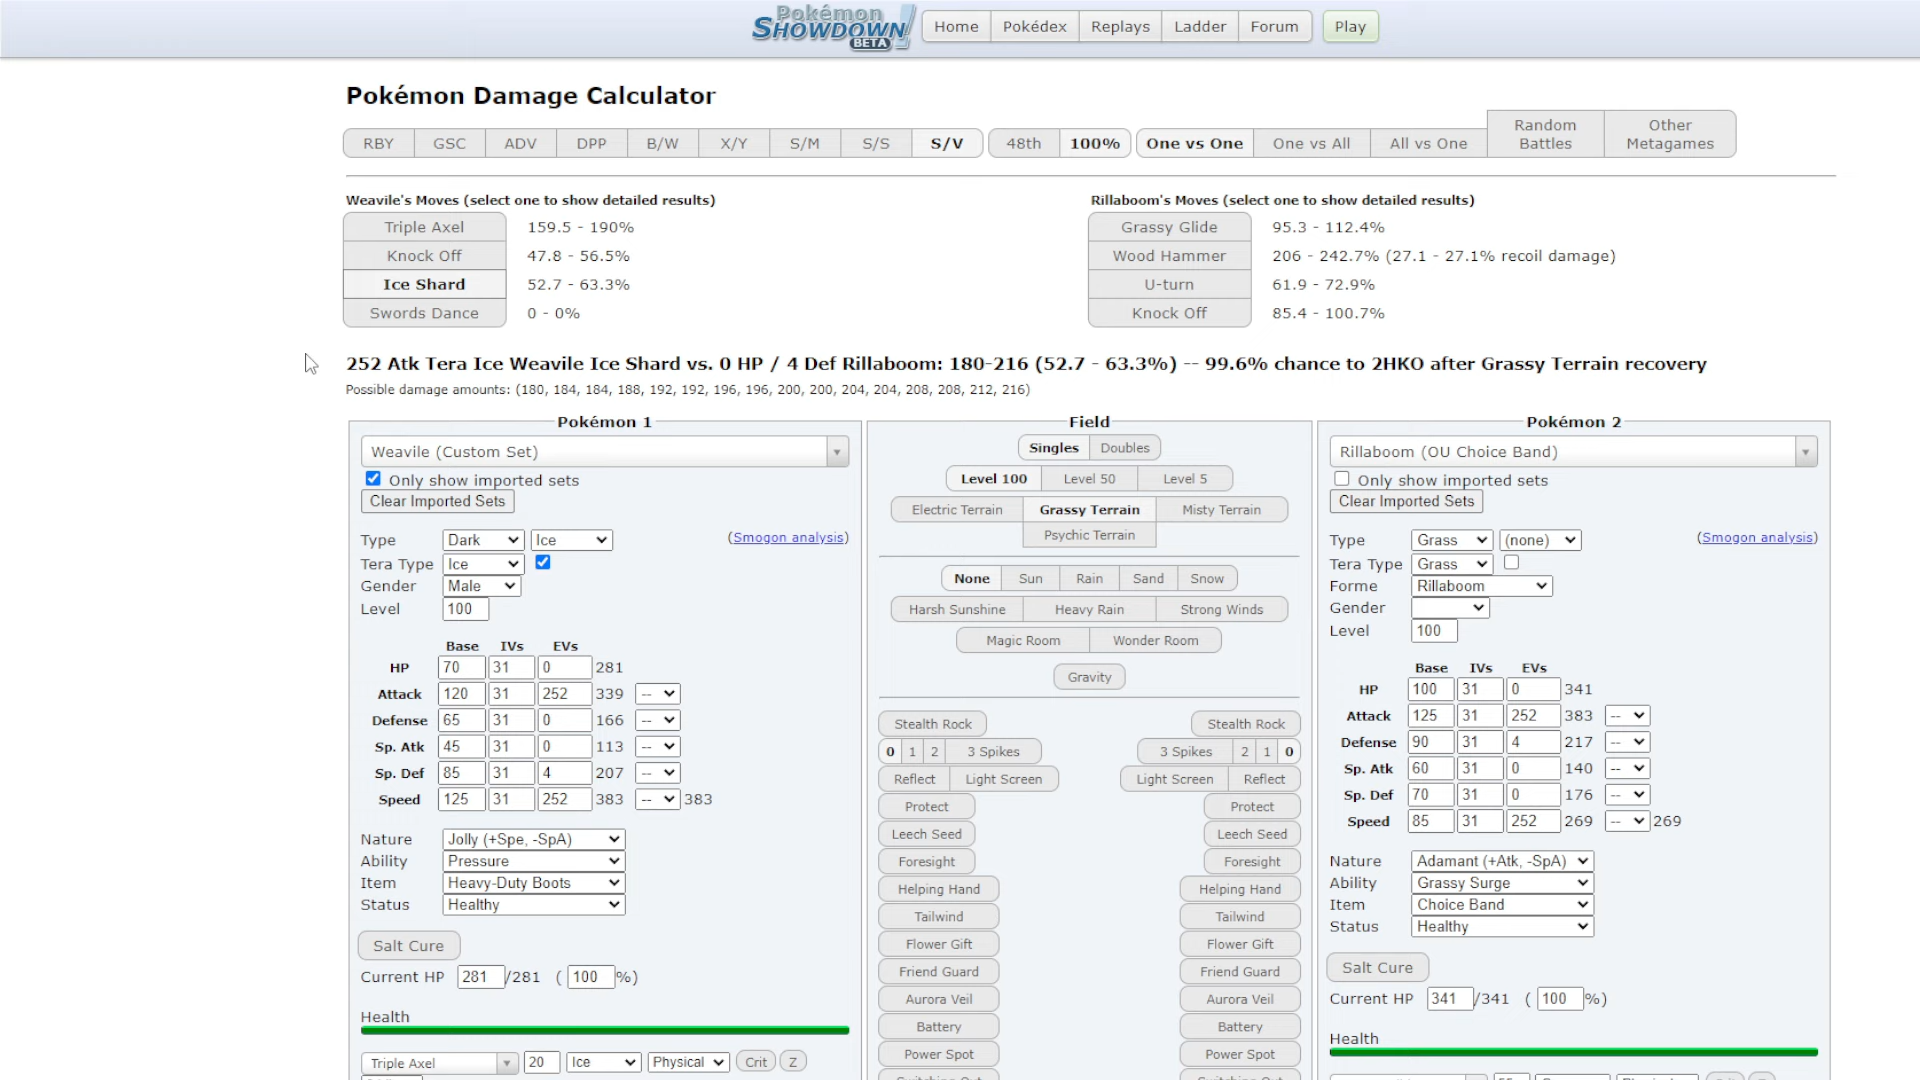 Pokémon SHOWDOWN! BETA Home Pokédex Replays Ladder Forum Play
Pokémon Damage Calculator
RBY GSC ADV DPP B/W X/Y S/M S/S S/V 48th 100% One vs One One vs All All vs One Random Battles Other Metagames
Weavile's Moves (select one to show detailed results)
Triple Axel 159.5 - 190%
Knock Off 47.8 - 56.5%
Ice Shard 52.7 - 63.3%
Swords Dance 0 - 0%
Rillaboom's Moves (select one to show detailed results)
Grassy Glide 95.3 - 112.4%
Wood Hammer 206 - 242.7% (27.1 - 27.1% recoil damage)
U-turn 61.9 - 72.9%
Knock Off 85.4 - 100.7%
252 Atk Tera Ice Weavile Ice Shard vs. 0 HP / 4 Def Rillaboom: 180-216 (52.7 - 63.3%) -- 99.6% chance to 2HKO after Grassy Terrain recovery
Possible damage amounts: (180, 184, 184, 188, 192, 192, 196, 196, 200, 200, 204, 204, 208, 208, 212, 216)
Pokémon 1
Weavile (Custom Set)
Only show imported sets
Clear Imported Sets
Type Dark Ice (Smogon analysis)
Tera Type Ice
Gender Male
Level 100
Base IVs EVs
HP 70 31 0 281
Attack 120 31 252 339 --
Defense 65 31 0 166 --
Sp. Atk 45 31 0 113 --
Sp. Def 85 31 4 207 --
Speed 125 31 252 383 -- 383
Nature Jolly (+Spe, -SpA)
Ability Pressure
Item Heavy-Duty Boots
Status Healthy
Salt Cure
Current HP 281/281 (100%)
Health
Triple Axel 20 Ice Physical Crit Z
Field
Singles Doubles
Level 100 Level 50 Level 5
Electric Terrain Grassy Terrain Misty Terrain
Psychic Terrain
None Sun Rain Sand Snow
Harsh Sunshine Heavy Rain Strong Winds
Magic Room Wonder Room
Gravity
Stealth Rock Stealth Rock
0 1 2 3 Spikes 3 Spikes 2 1 0
Reflect Light Screen Light Screen Reflect
Protect Protect
Leech Seed Leech Seed
Foresight Foresight
Helping Hand Helping Hand
Tailwind Tailwind
Flower Gift Flower Gift
Friend Guard Friend Guard
Aurora Veil Aurora Veil
Battery Battery
Power Spot Power Spot
Pokémon 2
Rillaboom (OU Choice Band)
Only show imported sets
Clear Imported Sets
Type Grass (none) (Smogon analysis)
Tera Type Grass
Forme Rillaboom
Gender
Level 100
Base IVs EVs
HP 100 31 0 341
Attack 125 31 252 383 --
Defense 90 31 4 217 --
Sp. Atk 60 31 0 140 --
Sp. Def 70 31 0 176 --
Speed 85 31 252 269 -- 269
Nature Adamant (+Atk, -SpA)
Ability Grassy Surge
Item Choice Band
Status Healthy
Salt Cure
Current HP 341/341 (100%)
Health